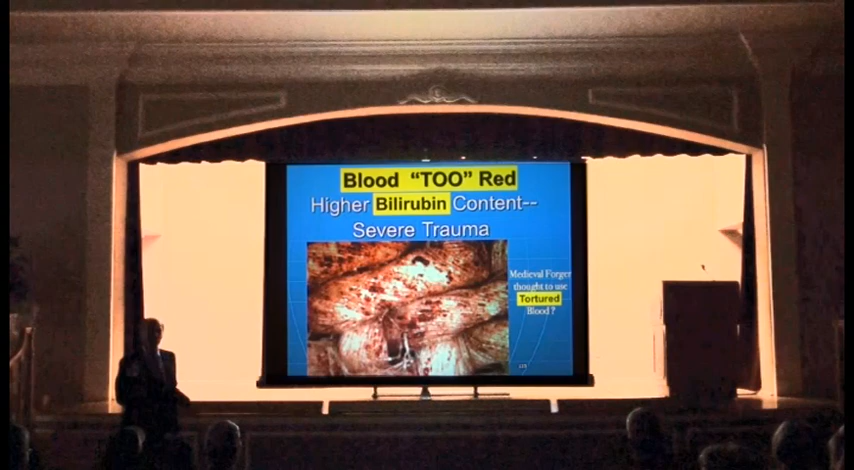 Blood "TOO" Red
Higher Bilirubin Content--
Severe Trauma
Medieval Forger
thought to use
Tortured
Blood ?